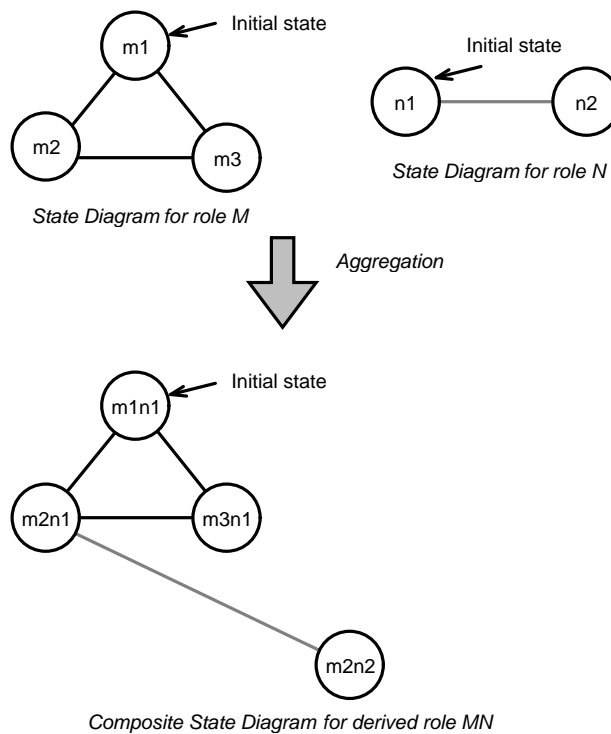 Initial state
m1
m2
m3
State Diagram for role M
Initial state
n1
n2
State Diagram for role N
Aggregation
Initial state
m1n1
m2n1
m3n1
m2n2
Composite State Diagram for derived role MN